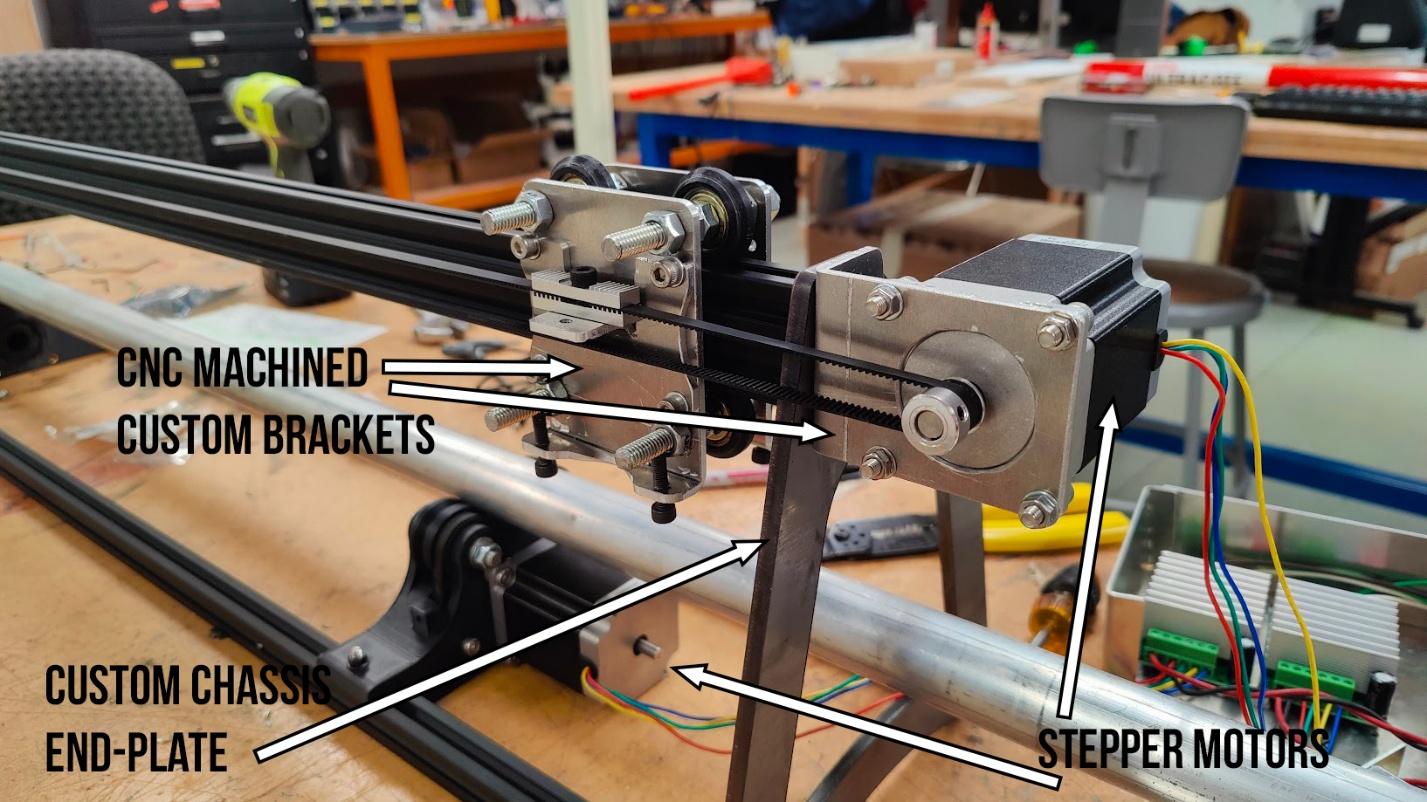 CNC MACHINED
CUSTOM BRACKETS
CUSTOM CHASSIS
END-PLATE
STEPPER MOTORS